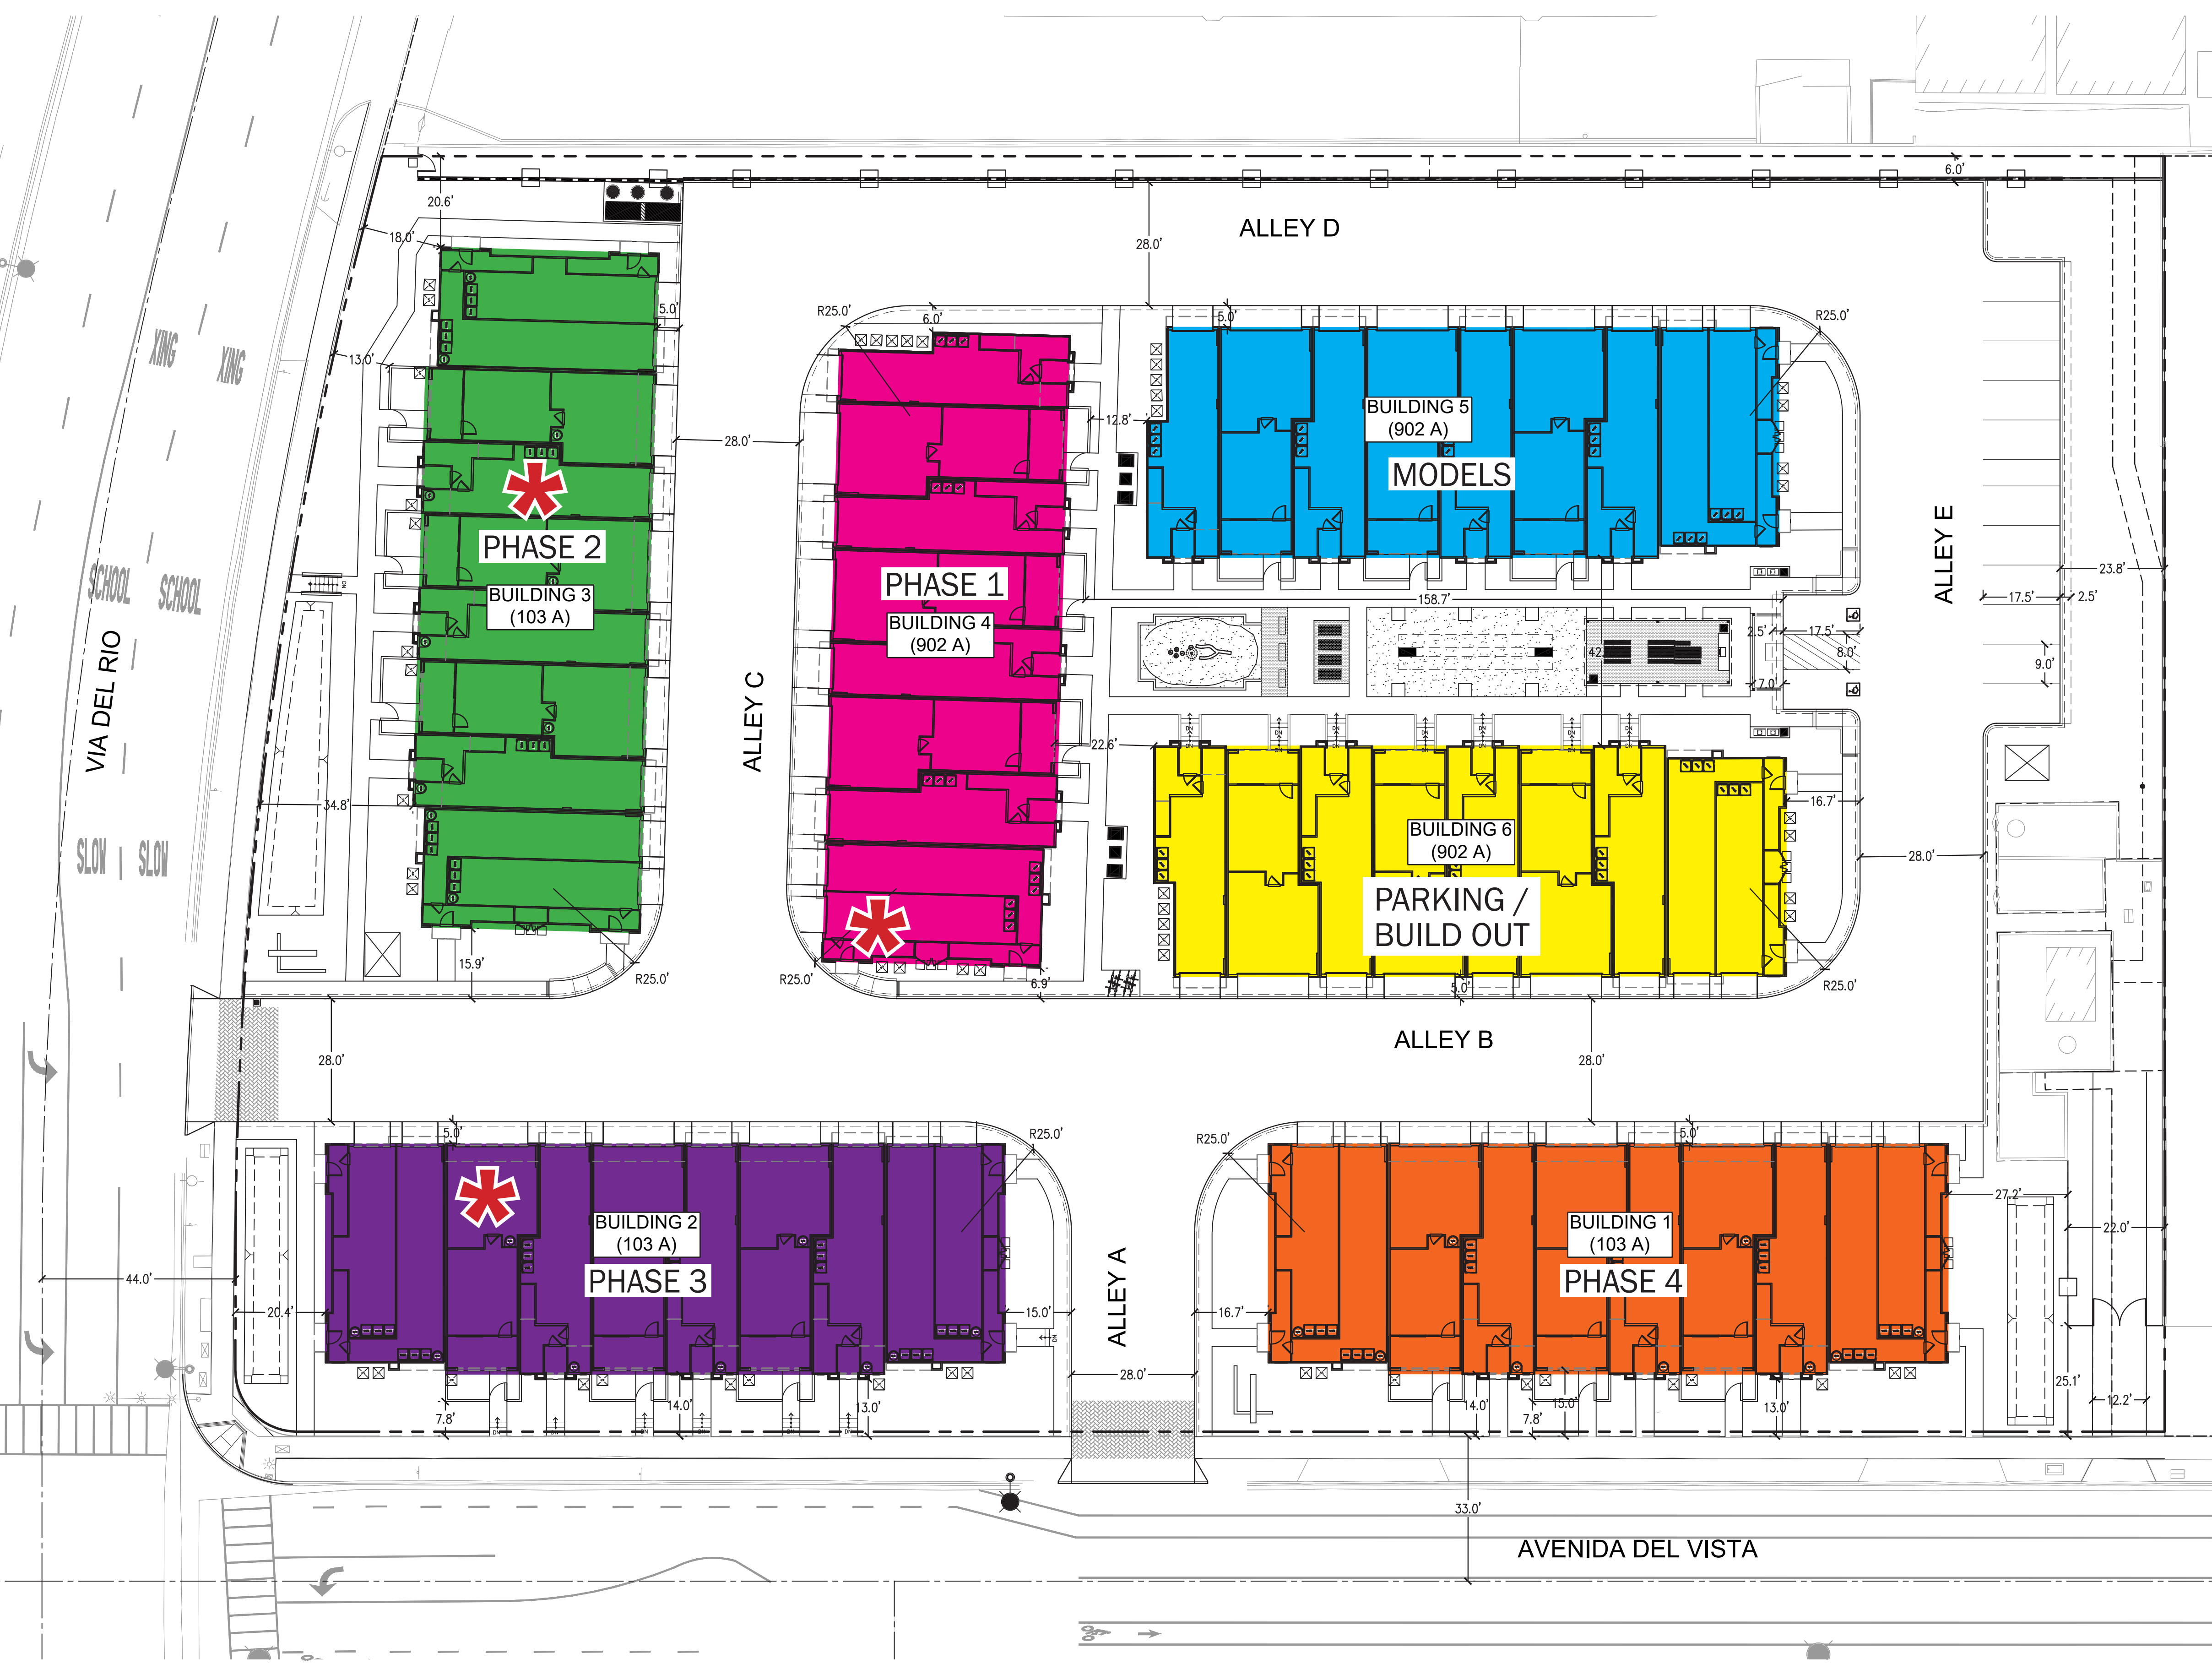 6.0'
20.6'
ALLEY D
18.0'
28.0'
5.0'
R25.0'
6.0'
5.0'
R25.0'
XING
XING
13.0'
BUILDING 5
(902 A)
12.8'
28.0'
MODELS
PHASE 2
ALLEY E
SCHOOL
SCHOOL
BUILDING 3
(103 A)
PHASE 1
BUILDING 4
(902 A)
23.8'
158.7'
17.5'
2.5'
2.5'
17.5'
42.
8.0'
9.0'
7.0'
VIA DEL RIO
ALLEY C
22.6'
34.8'
16.7'
SLOW
SLOW
BUILDING 6
(902 A)
28.0'
PARKING /
BUILD OUT
15.9'
R25.0'
R25.0'
6.9'
5.0'
R25.0'
ALLEY B
28.0'
28.0'
5.0'
R25.0'
R25.0'
5.0'
BUILDING 2
(103 A)
PHASE 3
BUILDING 1
(103 A)
PHASE 4
27.2'
22.0'
44.0'
20.4'
15.0'
ALLEY A
16.7'
28.0'
25.1'
7.8'
14.0'
13.0'
14.0'
7.8'
15.0'
13.0'
12.2'
DN
DN
DN
DN
DN
DN
33.0'
AVENIDA DEL VISTA